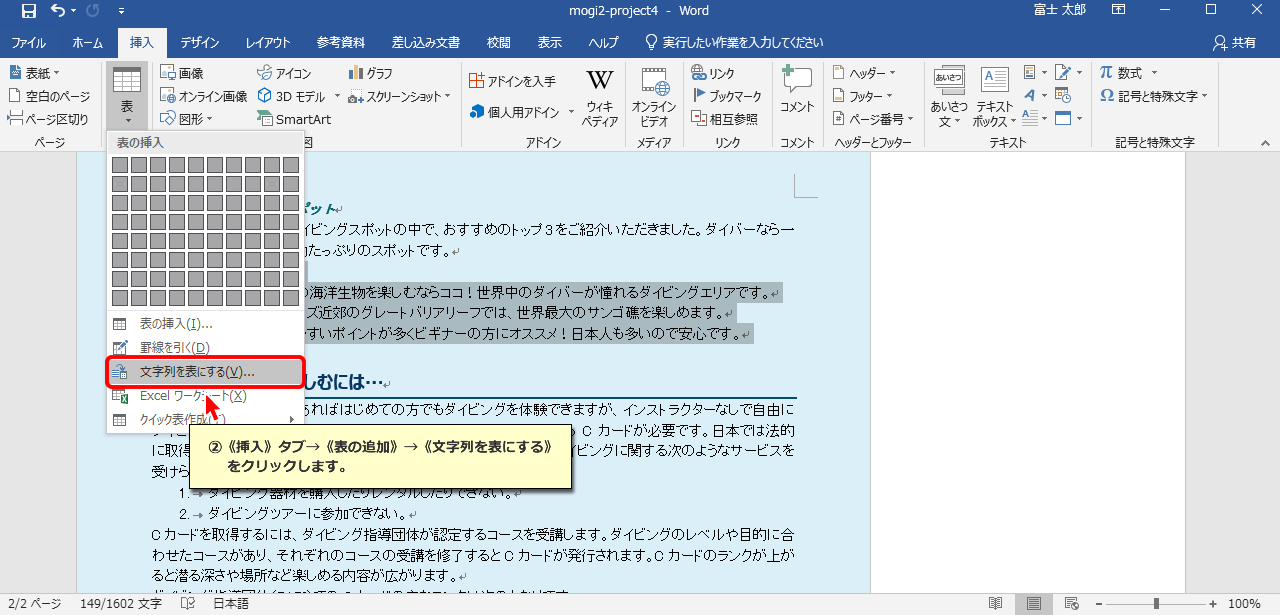 mogi2-project4 - Word
富士 太郎
ファイル ホーム 挿入 デザイン レイアウト 参考資料 差し込み文書 校閲 表示 ヘルプ 実行したい作業を入力してください 共有
表紙
空白のページ
ページ区切り
ページ
表
画像
オンライン画像
図形
アイコン
3D モデル
SmartArt
グラフ
スクリーンショット
図
アドインを入手
個人用アドイン
ウィキ
ペディア
アドイン
オンライン
ビデオ
メディア
リンク
ブックマーク
相互参照
リンク
コメント
コメント
ヘッダー
フッター
ページ番号
ヘッダーとフッター
あいさつ
あいさつ
文
テキスト
ボックス
テキスト
数式
記号と特殊文字
記号と特殊文字
表の挿入
表の挿入(I)...
罫線を引く(D)
文字列を表にする(V)...
Excel ワークシート(X)
クイック表作成(T)
ポット
イビングスポットの中で、おすすめのトップ3をご紹介いただきました。ダイバーなら一
たっぷりのスポットです。
の海洋生物を楽しむならココ！世界中のダイバーが憧れるダイビングエリアです。
ズ近郊のグレートバリアリーフでは、世界最大のサンゴ礁を楽しめます。
すいポイントが多くビギナーの方にオススメ！日本人も多いので安心です。
しむには…
あればはじめての方でもダイビングを体験できますが、インストラクターなしで自由に
C カードが必要です。日本では法的
に取得
イビングに関する次のようなサービスを
受けら
②《挿入》タブ→《表の追加》→《文字列を表にする》
をクリックします。
1.→ ダイビング器材を購入したりレンタルしたりできない。
2.→ ダイビングツアーに参加できない。
C カードを取得するには、ダイビング指導団体が認定するコースを受講します。ダイビングのレベルや目的に合
わせたコースがあり、それぞれのコースの受講を修了すると C カードが発行されます。C カードのランクが上が
ると潜る深さや場所など楽しめる内容が広がります。
2/2 ページ 149/1602 文字 日本語 100%